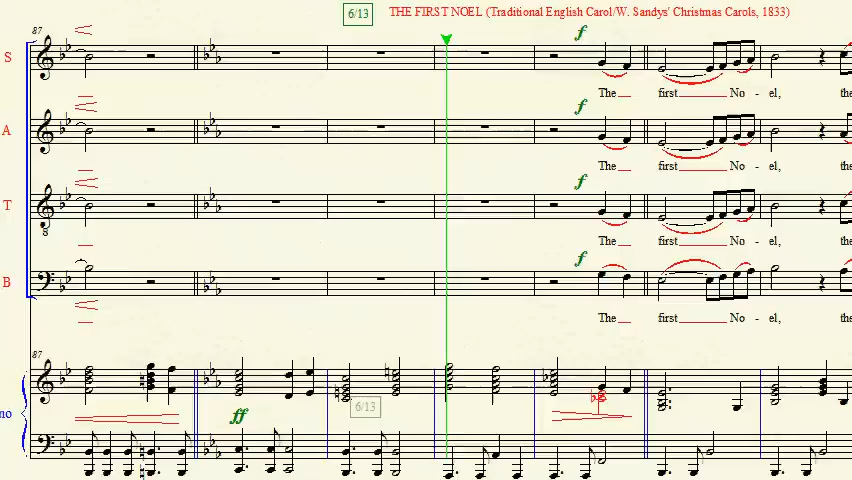 6/13 THE FIRST NOEL (Traditional English Carol/W. Sandys' Christmas Carols, 1833)
87
S f
The first No - el, the
A f
The first No - el, the
T f
8
The first No - el, the
B f
The first No - el, the
87
no ff 6/13